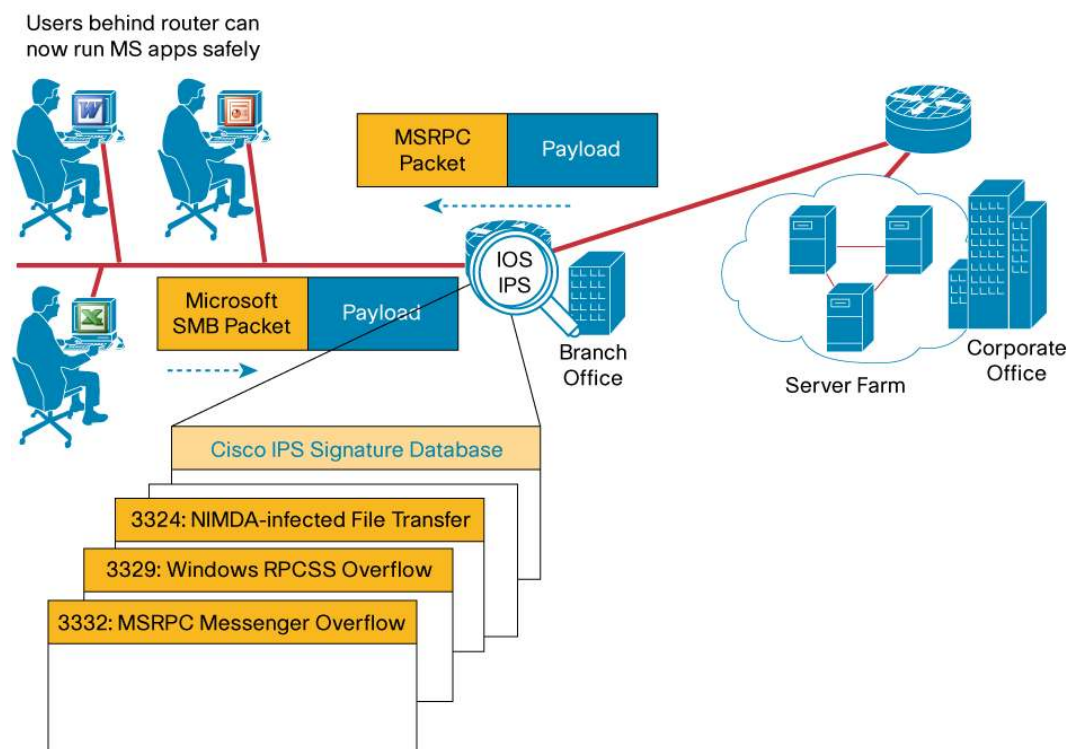 Users behind router can
now run MS apps safely
W
MSRPC
Packet
Payload
IOS
IPS
Microsoft
SMB Packet
Payload
Branch
Office
Server Farm
Corporate
Office
Cisco IPS Signature Database
3324: NIMDA-infected File Transfer
3329: Windows RPCSS Overflow
3332: MSRPC Messenger Overflow